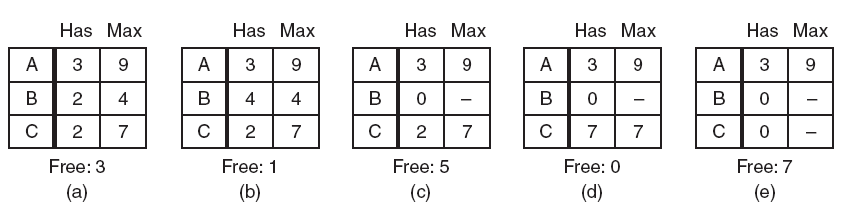 Has Max Has Max Has Max Has Max Has Max
A 3 9 A 3 9 A 3 9 A 3 9 A 3 9
B 2 4 B 4 4 B 0 – B 0 – B 0 –
C 2 7 C 2 7 C 2 7 C 7 7 C 0 –
Free: 3 Free: 1 Free: 5 Free: 0 Free: 7
(a) (b) (c) (d) (e)